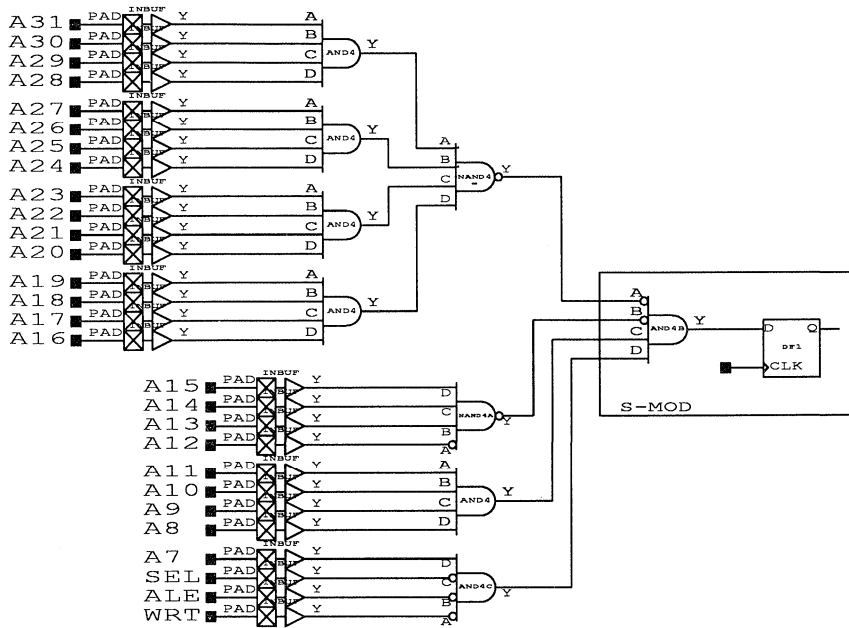 INBUF
A31 PAD Y A
A30 PAD Y B
A29 PAD Y C
A28 PAD Y D
AND4 Y
INBUF
A27 PAD Y A
A26 PAD Y B
A25 PAD Y C
A24 PAD Y D
AND4 Y
INBUF
A23 PAD Y A
A22 PAD Y B
A21 PAD Y C
A20 PAD Y D
AND4 Y
INBUF
A19 PAD Y A
A18 PAD Y B
A17 PAD Y C
A16 PAD Y D
AND4 Y
A
B
C
D
NAND4 Y
INBUF
A15 PAD Y D
A14 PAD Y C
A13 PAD Y B
A12 PAD Y A
NAND4A Y
INBUF
A11 PAD Y A
A10 PAD Y B
A9 PAD Y C
A8 PAD Y D
AND4 Y
INBUF
A7 PAD Y D
SEL PAD Y C
ALE PAD Y B
WRT PAD Y A
AND4C Y
A
B
C
D
AND4B Y
D Q
DF1
CLK
S-MOD